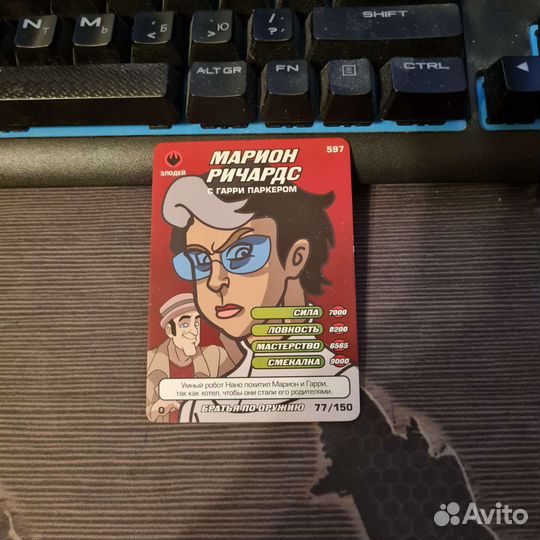 N т
M ь
< б
> ю
? / .
SHIFT
ALT GR
FN
CTRL
ЗЛОДЕЙ
МАРИОН
РИЧАРДС
С ГАРРИ ПАРКЕРОМ
597
СИЛА 7000
ЛОВКОСТЬ 8200
МАСТЕРСТВО 6565
СМЕКАЛКА 9000
Умный робот Нано похитил Марион и Гарри,
так как хотел, чтобы они стали его родителями.
0 БРАТЬЯ ПО ОРУЖИЮ 77/150
Avito